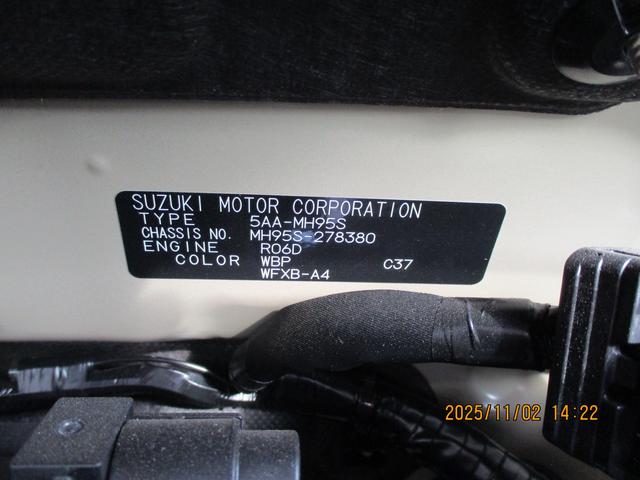 SUZUKI MOTOR CORPORATION
TYPE 5AA-MH95S
CHASSIS NO. MH95S-278380
ENGINE R06D
COLOR WBP C37
WFXB-A4
2025/11/02 14:22